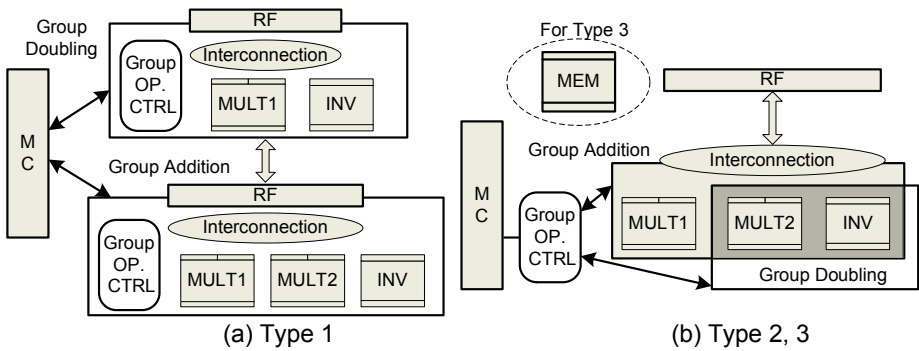 Group
Doubling
RF
Interconnection
Group
OP.
CTRL
MULT1
INV
M
C
Group Addition
RF
Interconnection
Group
OP.
CTRL
MULT1
MULT2
INV
(a) Type 1
For Type 3
MEM
RF
Group Addition
Interconnection
M
C
Group
OP.
CTRL
MULT1
MULT2
INV
Group Doubling
(b) Type 2, 3